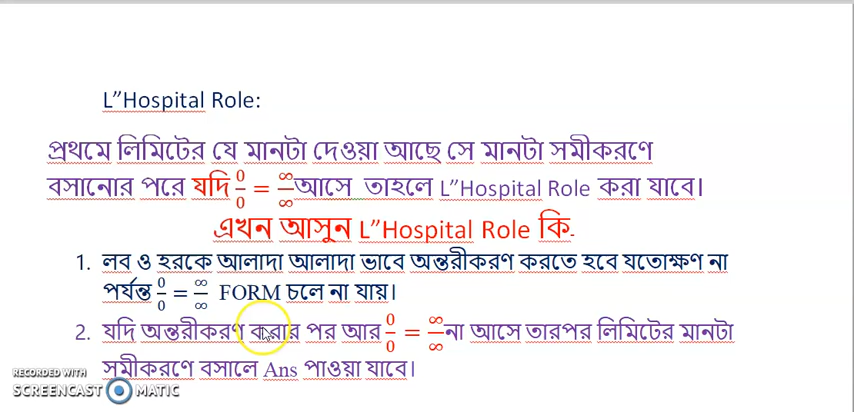 L”Hospital Role:
প্রথমে লিমিটের যে মানটা দেওয়া আছে সে মানটা সমীকরণে
বসানোর পরে যদি 0/0 = ∞/∞ আসে তাহলে L”Hospital Role করা যাবে।
এখন আসুন L”Hospital Role কি-
1. লব ও হরকে আলাদা আলাদা ভাবে অন্তরীকরণ করতে হবে যতোক্ষণ না
পর্যন্ত 0/0 = ∞/∞ FORM চলে না যায়।
2. যদি অন্তরীকরণ করার পর আর 0/0 = ∞/∞ না আসে তারপর লিমিটের মানটা
সমীকরণে বসালে Ans পাওয়া যাবে।
RECORDED WITH
SCREENCAST MATIC